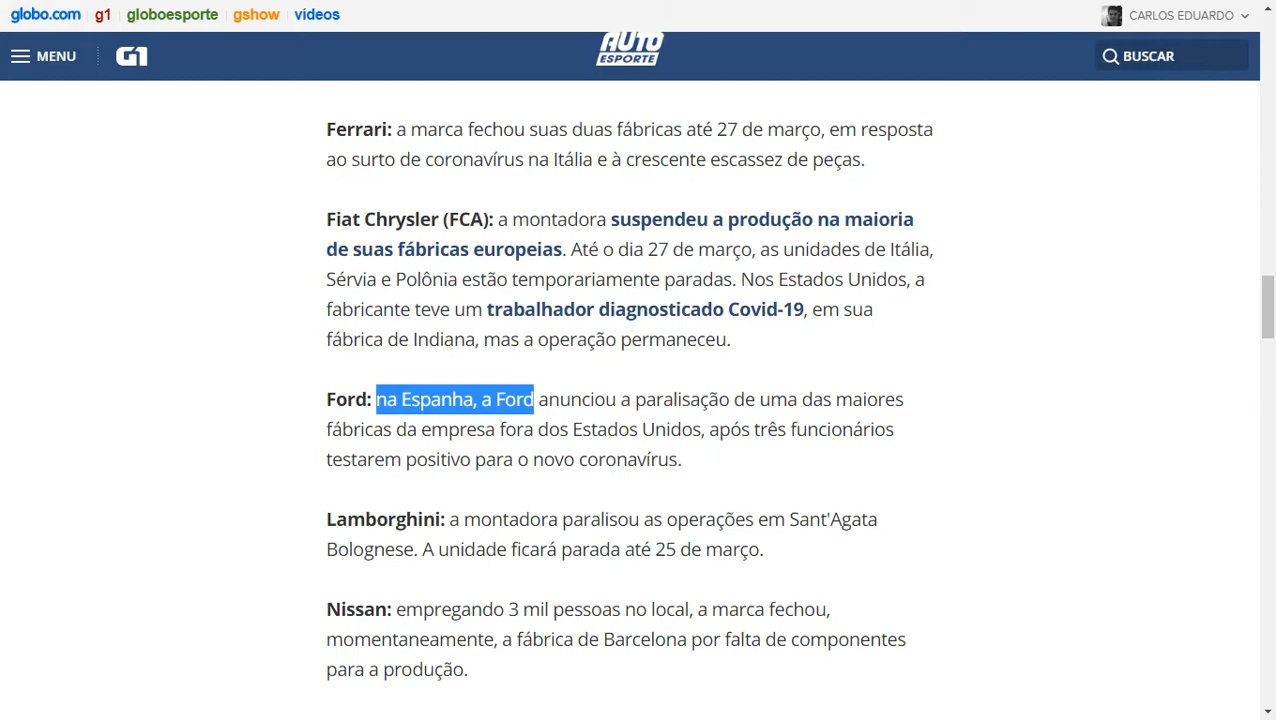 globo.com g1 globoesporte gshow vídeos CARLOS EDUARDO
MENU G1 AUTO ESPORTE BUSCAR
Ferrari: a marca fechou suas duas fábricas até 27 de março, em resposta
ao surto de coronavírus na Itália e à crescente escassez de peças.
Fiat Chrysler (FCA): a montadora suspendeu a produção na maioria
de suas fábricas europeias. Até o dia 27 de março, as unidades de Itália,
Sérvia e Polônia estão temporariamente paradas. Nos Estados Unidos, a
fabricante teve um trabalhador diagnosticado Covid-19, em sua
fábrica de Indiana, mas a operação permaneceu.
Ford: na Espanha, a Ford anunciou a paralisação de uma das maiores
fábricas da empresa fora dos Estados Unidos, após três funcionários
testarem positivo para o novo coronavírus.
Lamborghini: a montadora paralisou as operações em Sant'Agata
Bolognese. A unidade ficará parada até 25 de março.
Nissan: empregando 3 mil pessoas no local, a marca fechou,
momentaneamente, a fábrica de Barcelona por falta de componentes
para a produção.